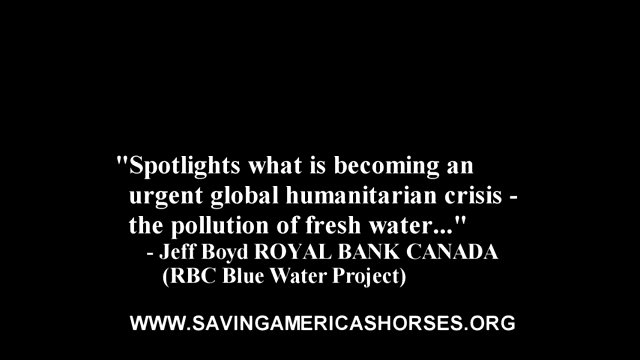 "Spotlights what is becoming an
urgent global humanitarian crisis -
the pollution of fresh water..."
- Jeff Boyd ROYAL BANK CANADA
(RBC Blue Water Project)
WWW.SAVINGAMERICASHORSES.ORG